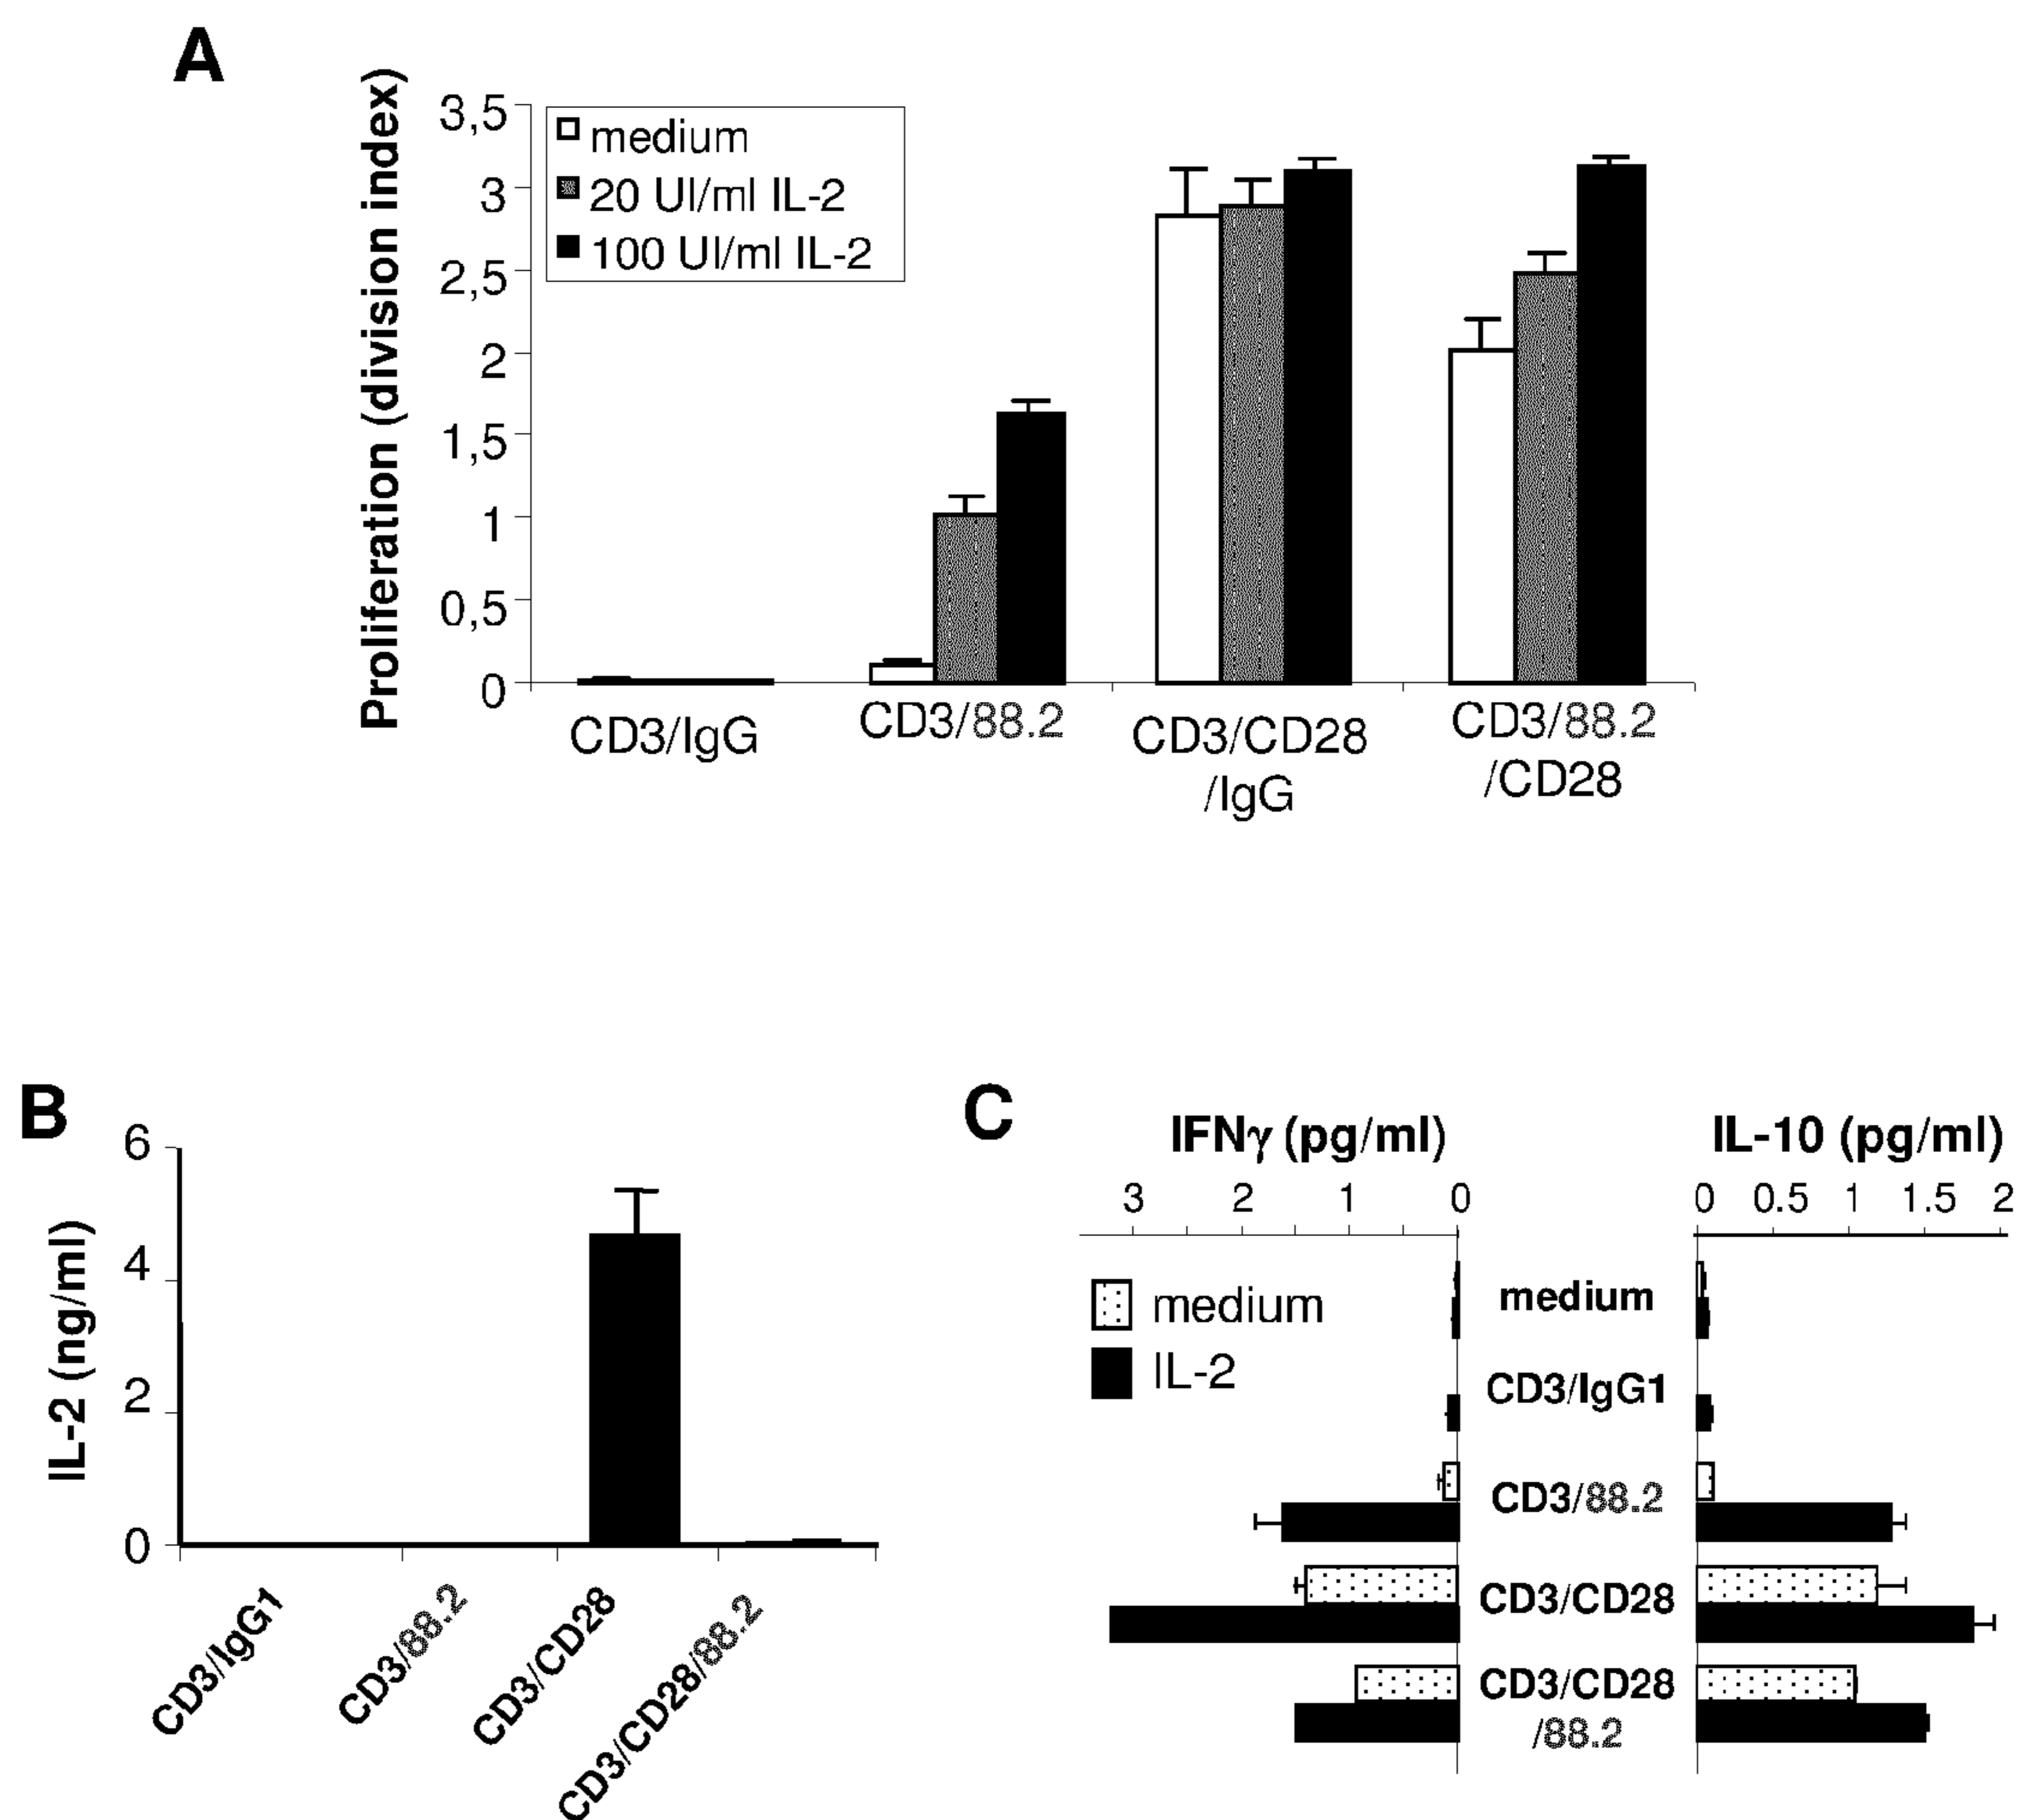 A
Proliferation (division index)
3,5
3
2,5
2
1,5
1
0,5
0
medium
20 UI/ml IL-2
100 UI/ml IL-2
CD3/IgG
CD3/88.2
CD3/CD28
/IgG
CD3/88.2
/CD28
B
IL-2 (ng/ml)
6
4
2
0
CD3/IgG1
CD3/88.2
CD3/CD28
CD3/CD28/88.2
C
IFNγ (pg/ml)
IL-10 (pg/ml)
3 2 1 0
0 0.5 1 1.5 2
medium
IL-2
medium
CD3/IgG1
CD3/88.2
CD3/CD28
CD3/CD28
/88.2